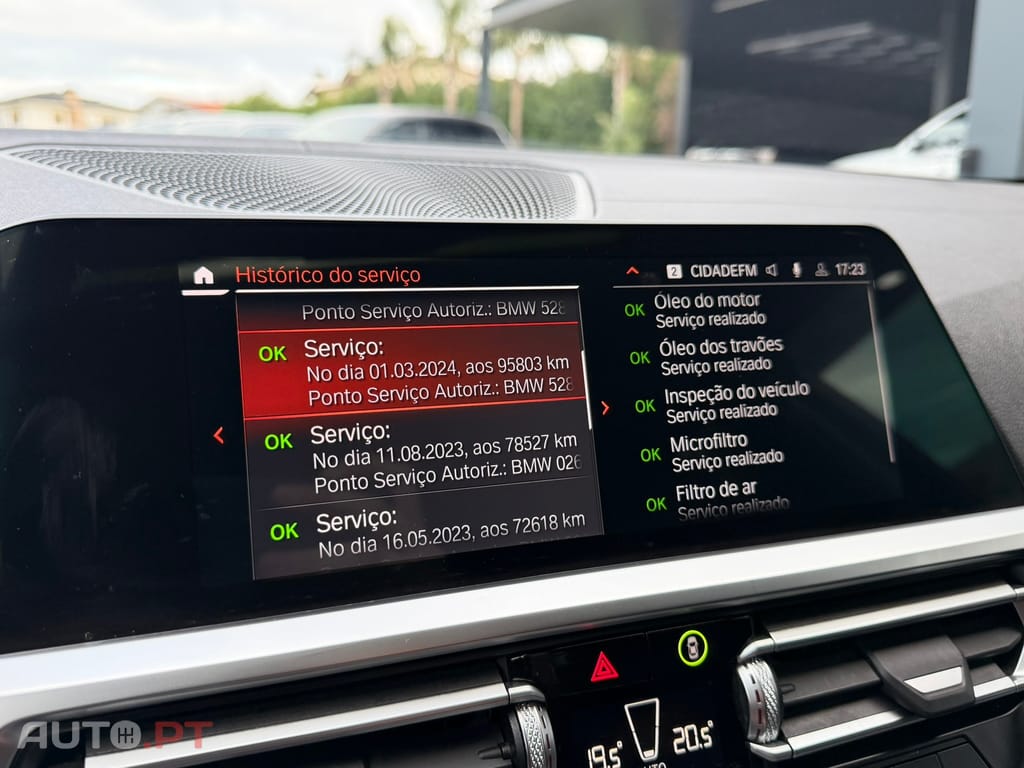 Histórico do serviço
2 CIDADEFM 17:23
Ponto Serviço Autoriz.: BMW 528
OK Serviço:
No dia 01.03.2024, aos 95803 km
Ponto Serviço Autoriz.: BMW 528
OK Serviço:
No dia 11.08.2023, aos 78527 km
Ponto Serviço Autoriz.: BMW 026
OK Serviço:
No dia 16.05.2023, aos 72618 km
OK Óleo do motor
Serviço realizado
OK Óleo dos travões
Serviço realizado
OK Inspeção do veículo
Serviço realizado
OK Microfiltro
Serviço realizado
OK Filtro de ar
Serviço realizado
19.5° 20.5°
AUTO.PT